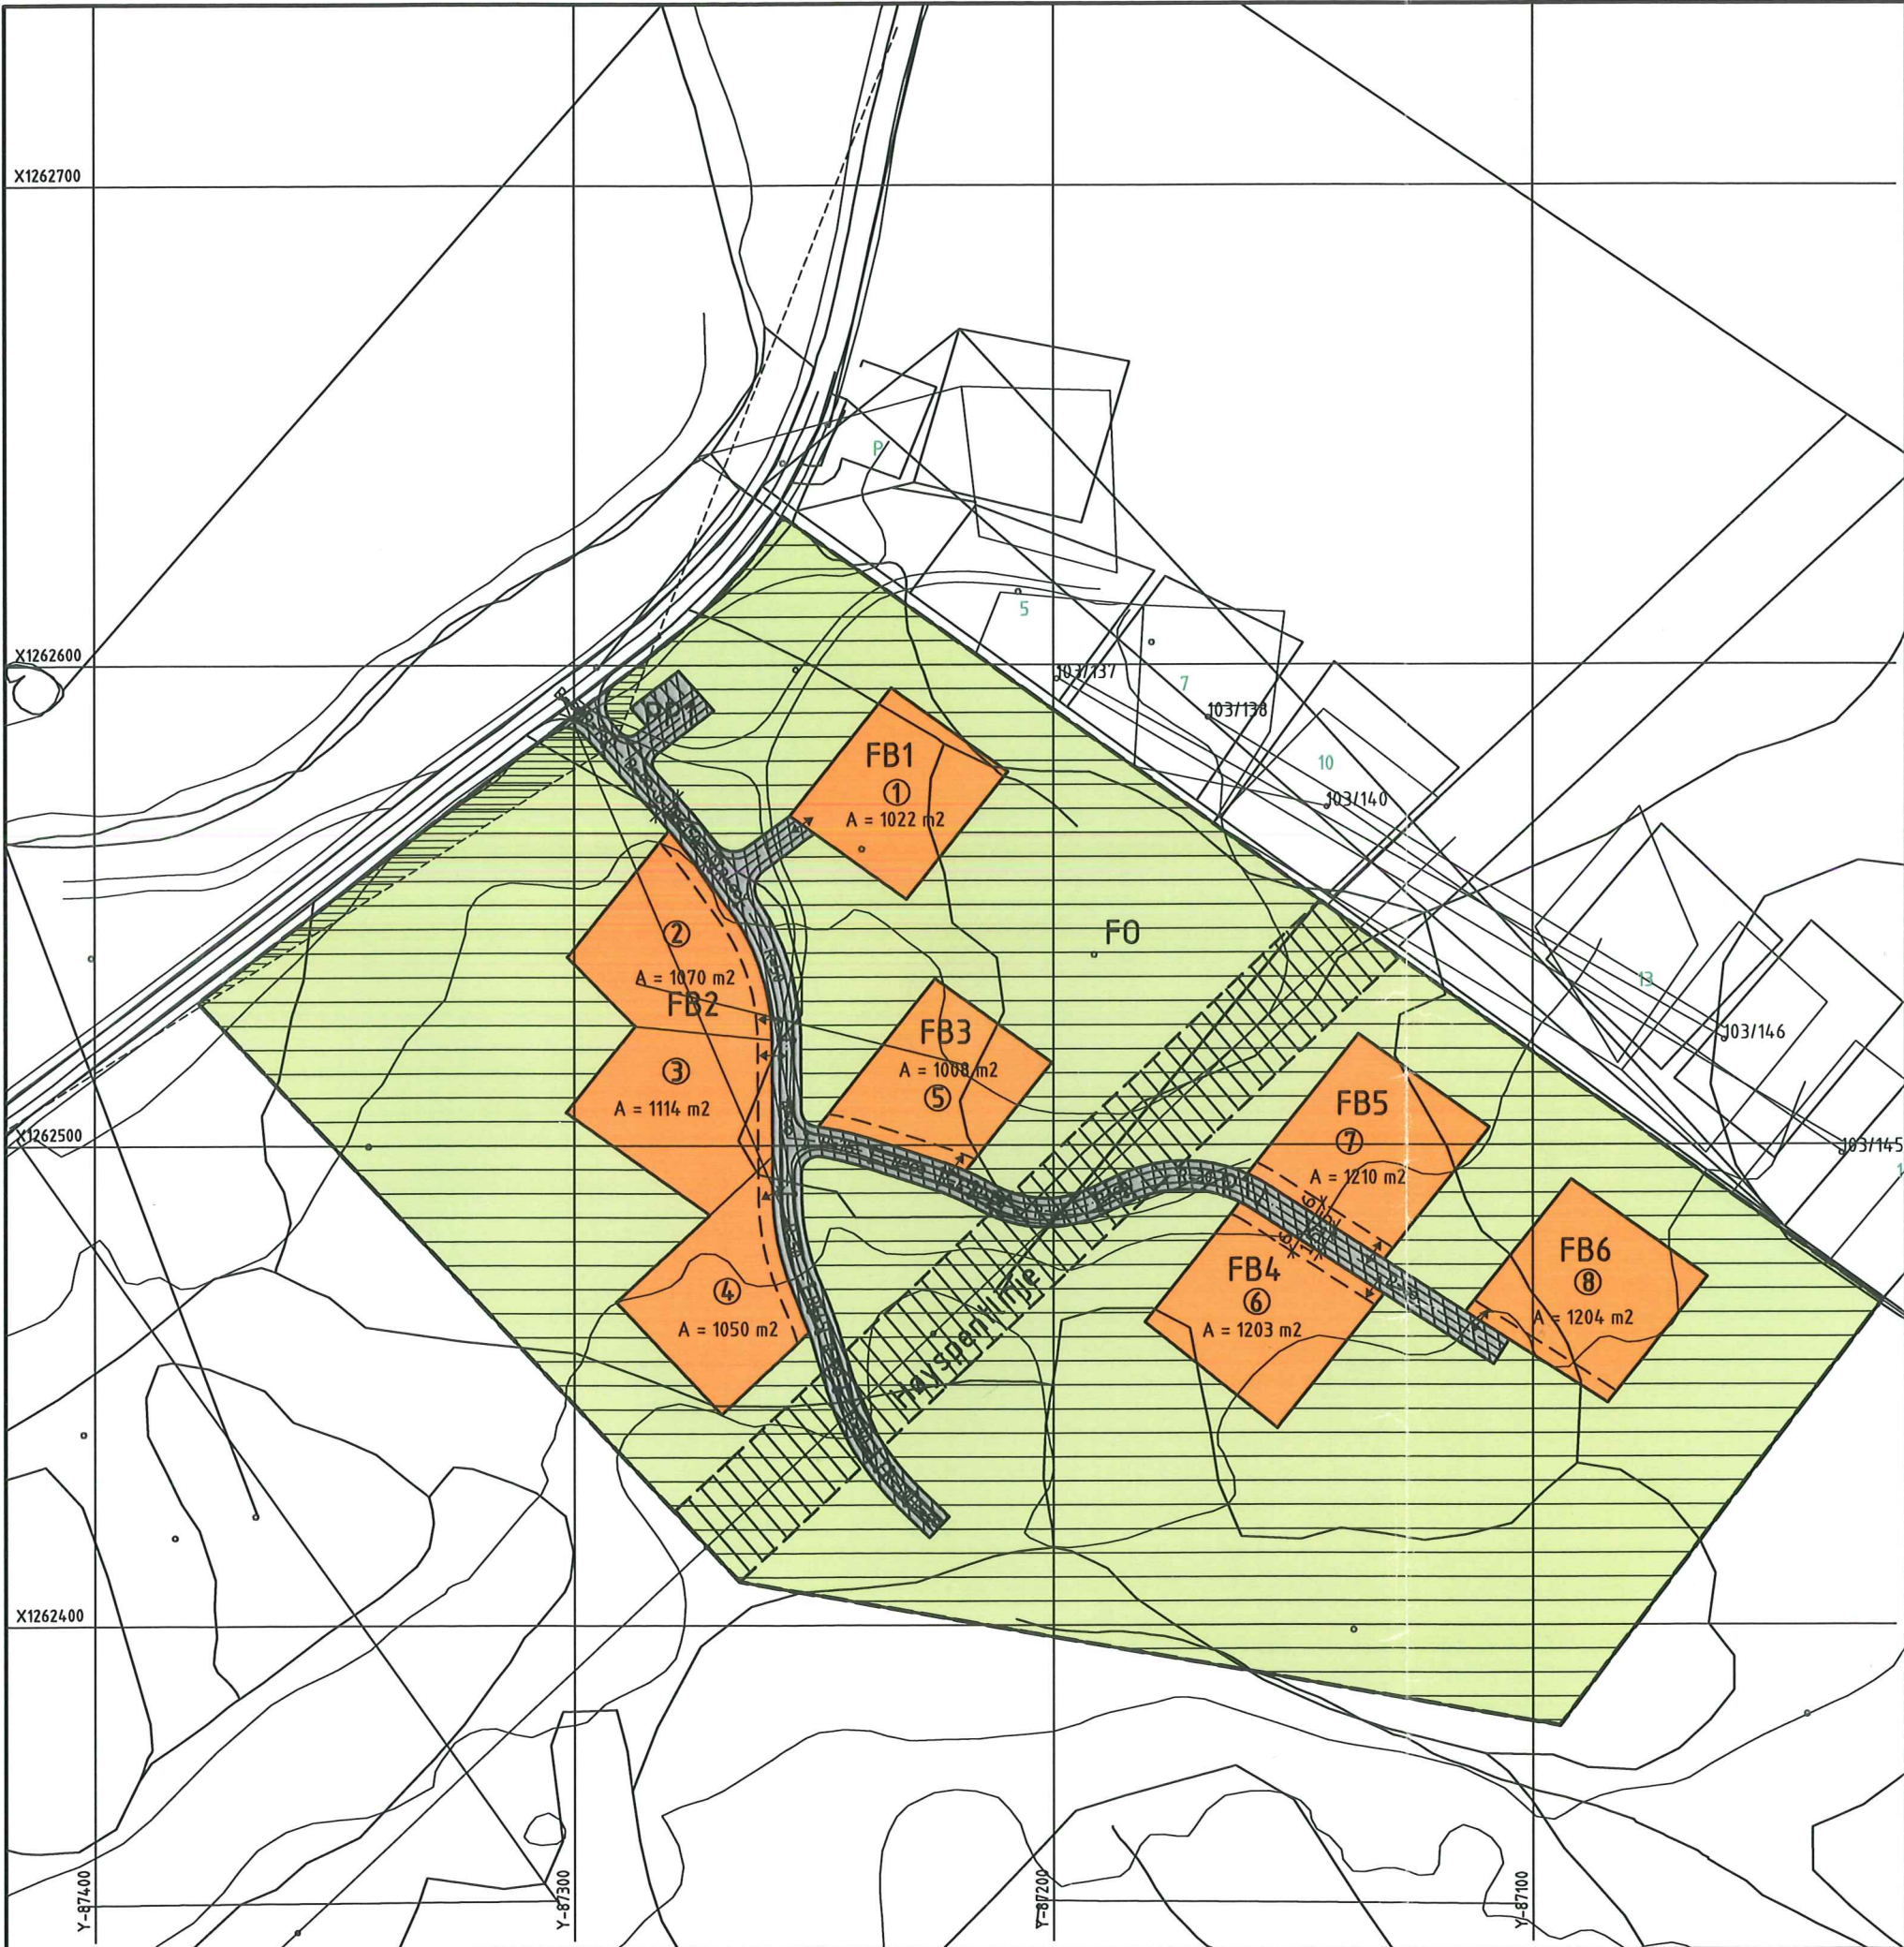 X1262700
P
5
X1262600
103/137
7
103/138
10
103/140
FB1
1
A = 1022 m2
2
A = 1070 m2
FB2
FO
13
103/146
3
A = 1114 m2
FB3
A = 1008 m2
5
FB5
7
A = 1210 m2
X1262500
103/145
4
A = 1050 m2
Høyspentlinje
FB4
6
A = 1203 m2
FB6
8
A = 1204 m2
X1262400
Y-87400
Y-87300
Y-87200
Y-87100